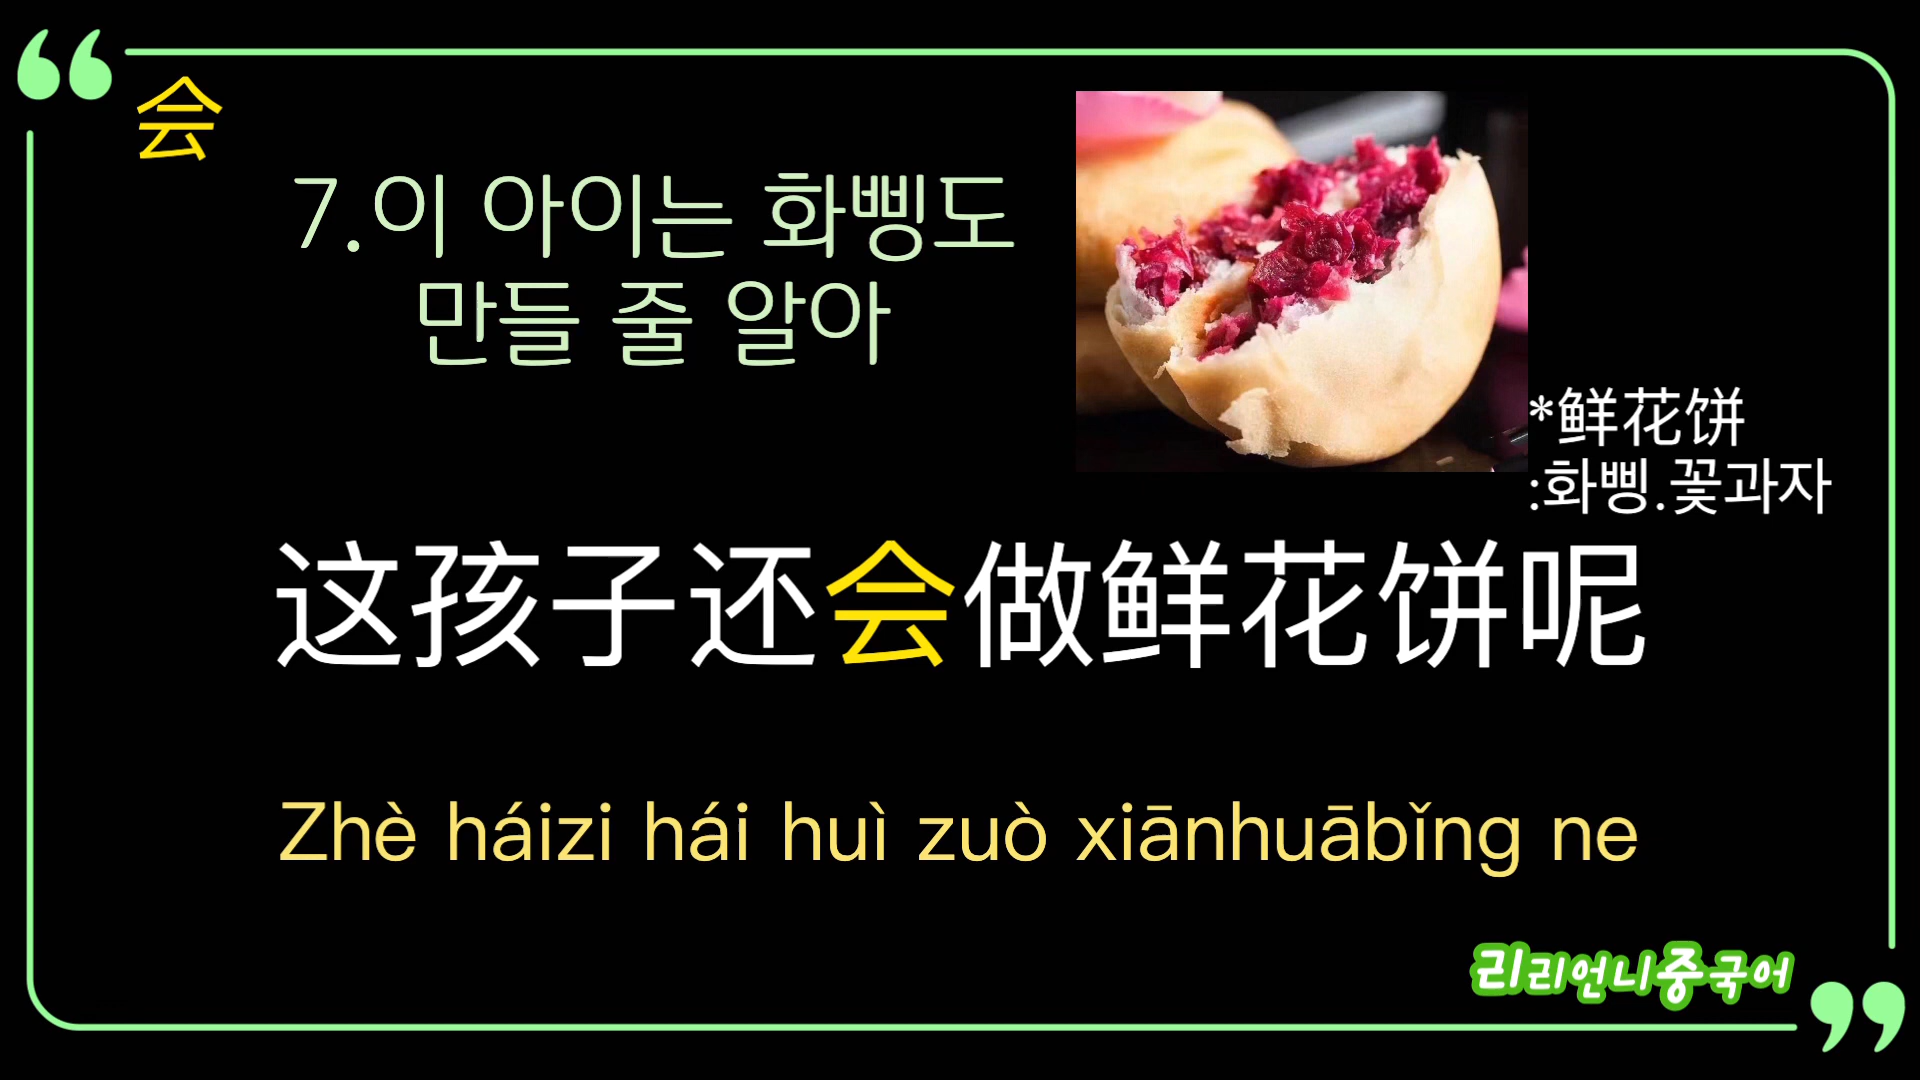 会
7.이 아이는 화삥도
만들 줄 알아
*鲜花饼
:화삥.꽃과자
这孩子还会做鲜花饼呢
Zhè háizi hái huì zuò xiānhuābǐng ne
리리언니중국어